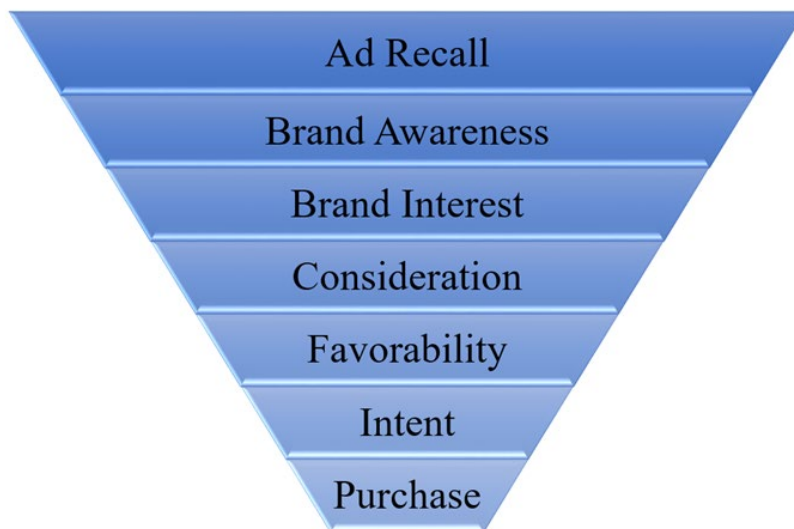 Ad Recall
Brand Awareness
Brand Interest
Consideration
Favorability
Intent
Purchase